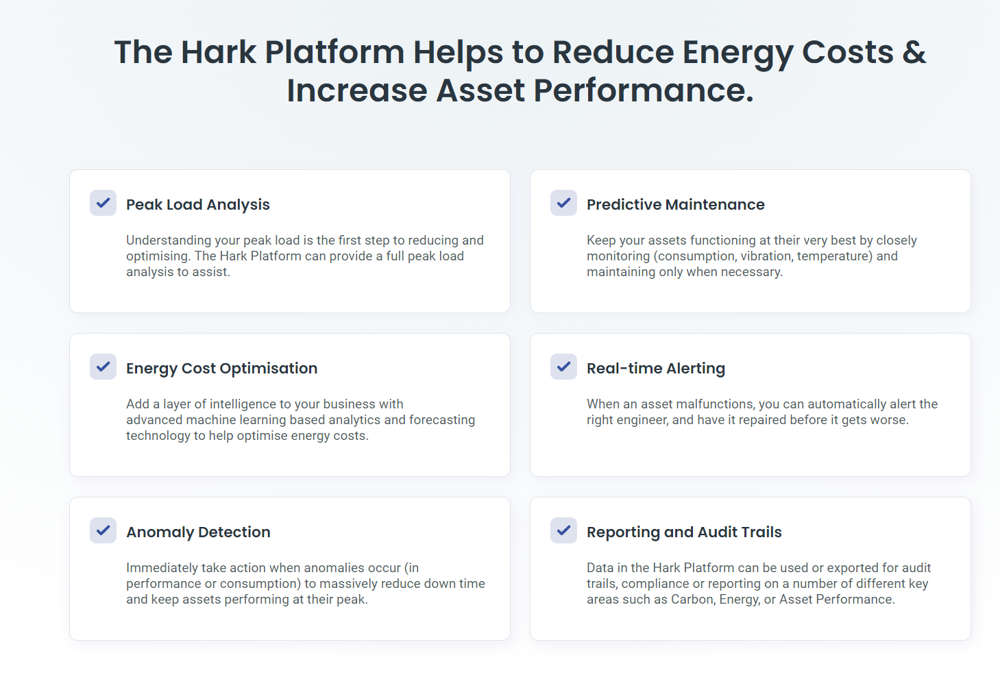 The Hark Platform Helps to Reduce Energy Costs &
Increase Asset Performance.
Peak Load Analysis
Understanding your peak load is the first step to reducing and
optimising. The Hark Platform can provide a full peak load
analysis to assist.
Predictive Maintenance
Keep your assets functioning at their very best by closely
monitoring (consumption, vibration, temperature) and
maintaining only when necessary.
Energy Cost Optimisation
Add a layer of intelligence to your business with
advanced machine learning based analytics and forecasting
technology to help optimise energy costs.
Real-time Alerting
When an asset malfunctions, you can automatically alert the
right engineer, and have it repaired before it gets worse.
Anomaly Detection
Immediately take action when anomalies occur (in
performance or consumption) to massively reduce down time
and keep assets performing at their peak.
Reporting and Audit Trails
Data in the Hark Platform can be used or exported for audit
trails, compliance or reporting on a number of different key
areas such as Carbon, Energy, or Asset Performance.